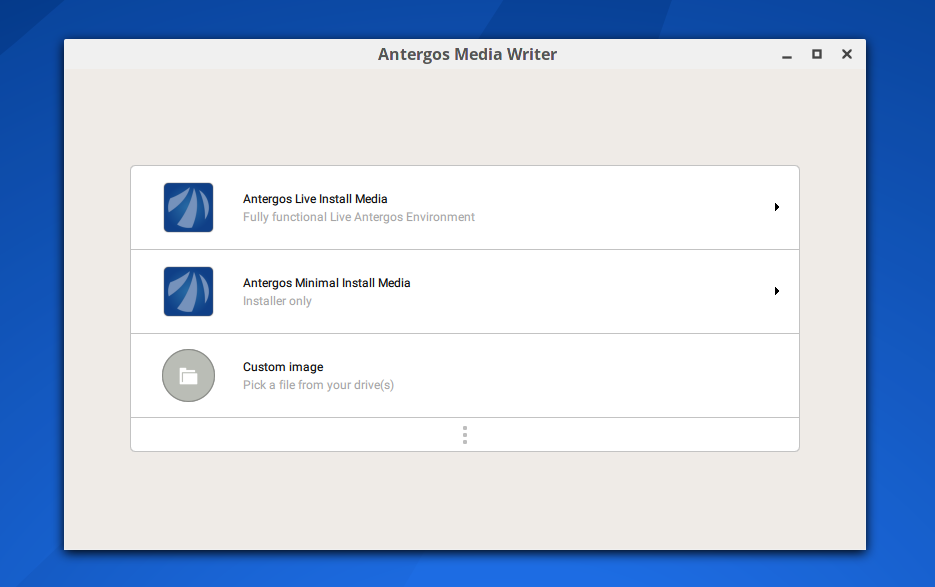 Antergos Media Writer
Antergos Live Install Media
Fully functional Live Antergos Environment
Antergos Minimal Install Media
Installer only
Custom image
Pick a file from your drive(s)